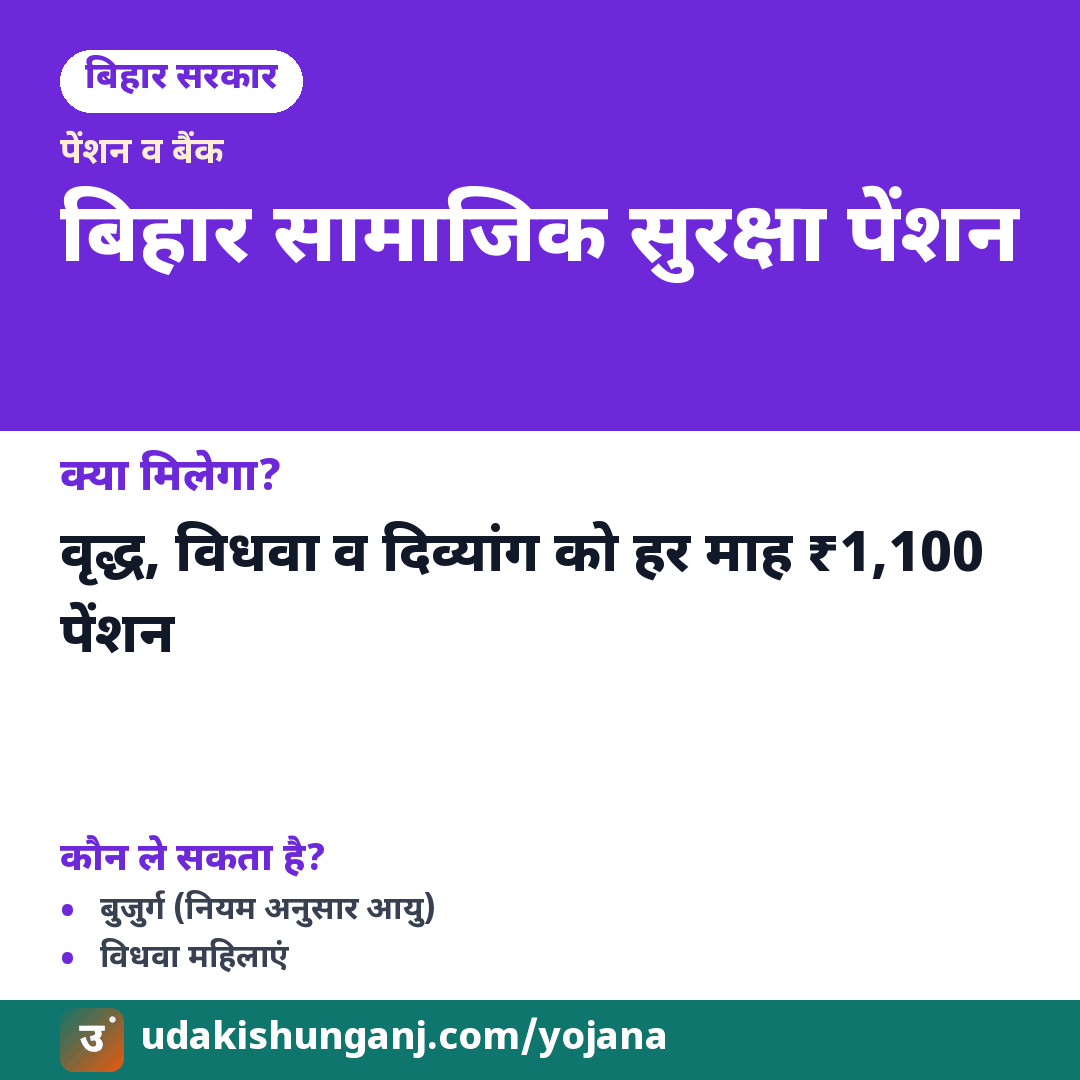 बिहार सरकार
पेंशन व बैंक
बिहार सामाजिक सुरक्षा पेंशन
क्या मिलेगा?
वृद्ध, विधवा व दिव्यांग को हर माह ₹1,100
पेंशन
कौन ले सकता है?
• बुजुर्ग (नियम अनुसार आयु)
• विधवा महिलाएं
उ udakishunganj.com/yojana